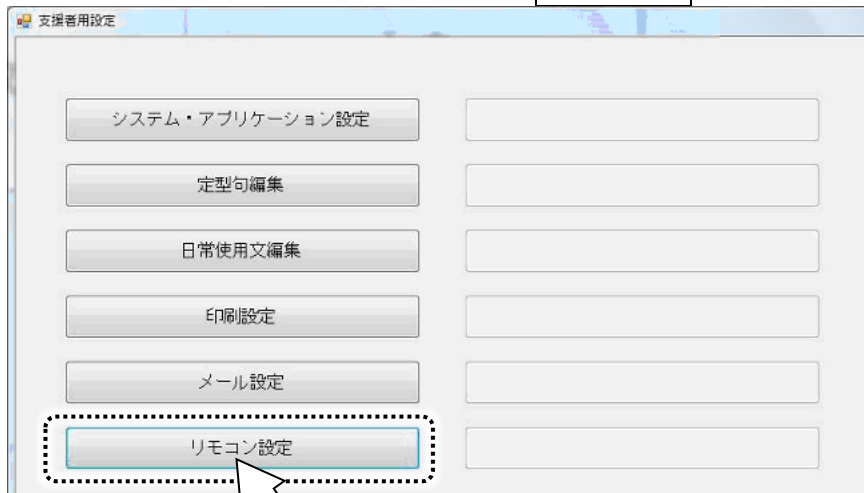 支援者用設定
システム・アプリケーション設定
定型句編集
日常使用文編集
印刷設定
メール設定
リモコン設定